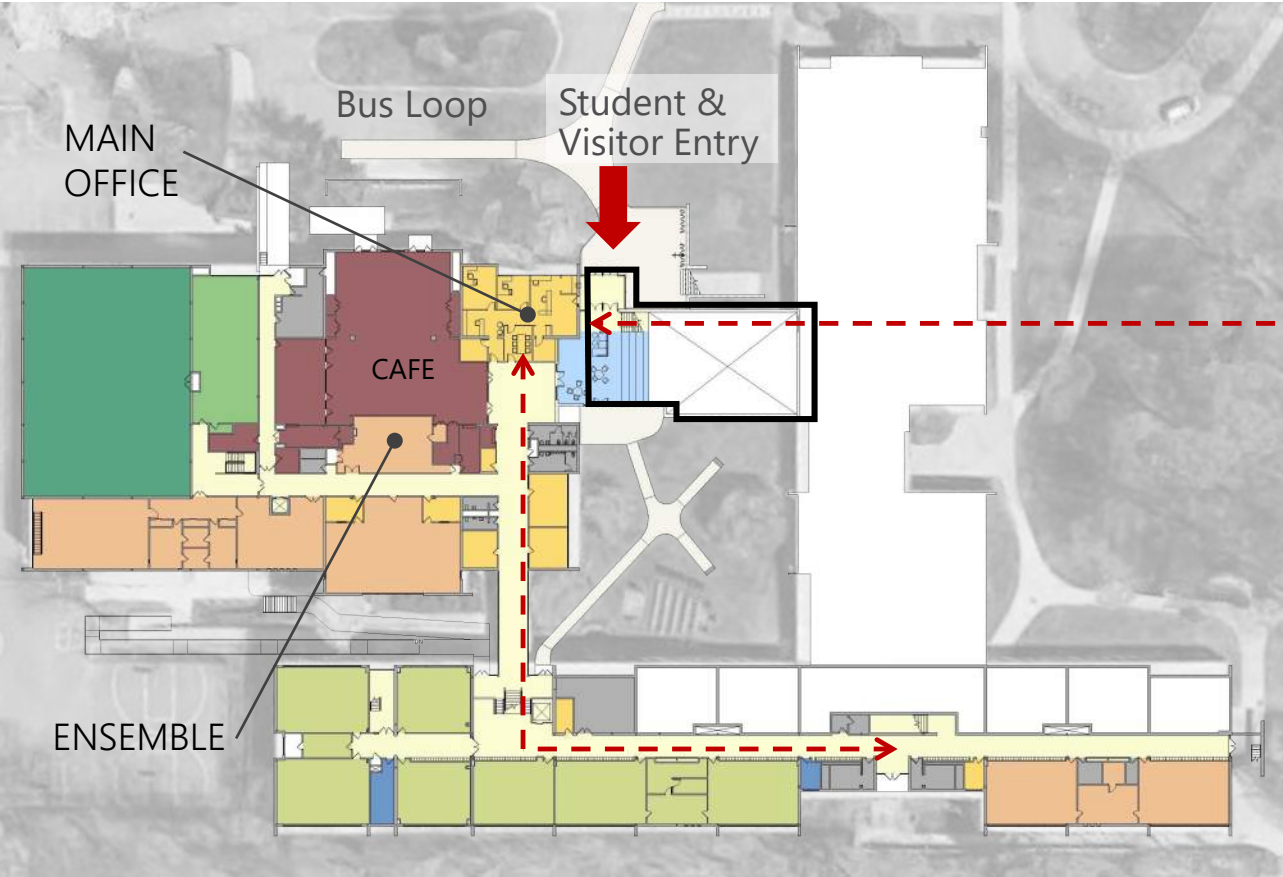 Bus Loop
Student &
Visitor Entry
MAIN
OFFICE
CAFE
ENSEMBLE